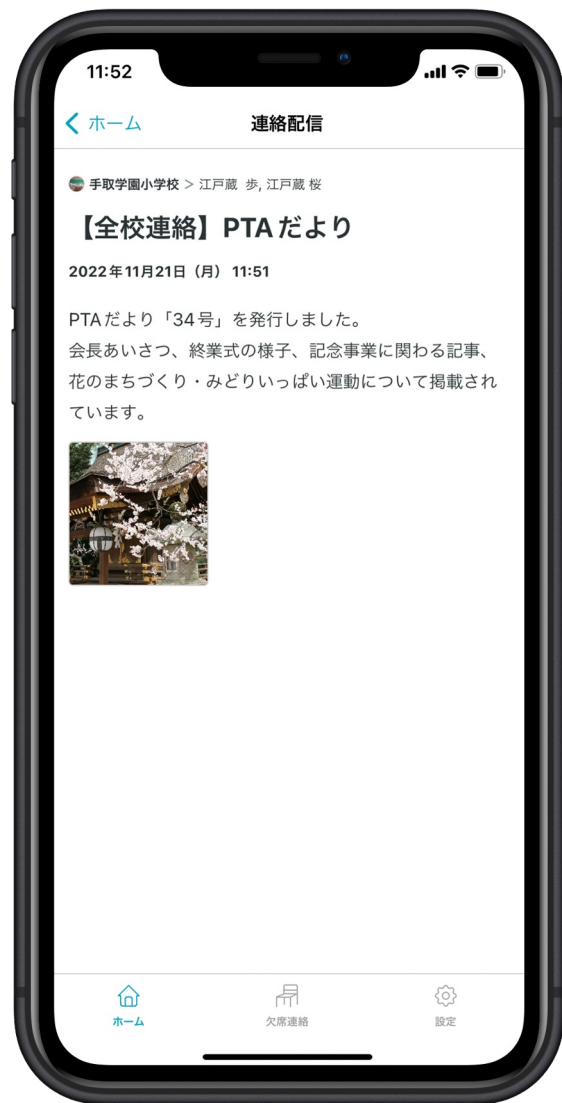 11:52
ホーム
連絡配信
手取学園小学校 > 江戸蔵 歩, 江戸蔵 桜
【全校連絡】PTAだより
2022年11月21日（月） 11:51
PTAだより「34号」を発行しました。
会長あいさつ、終業式の様子、記念事業に関わる記事、
花のまちづくり・みどりいっぱい運動について掲載され
ています。
ホーム
欠席連絡
設定